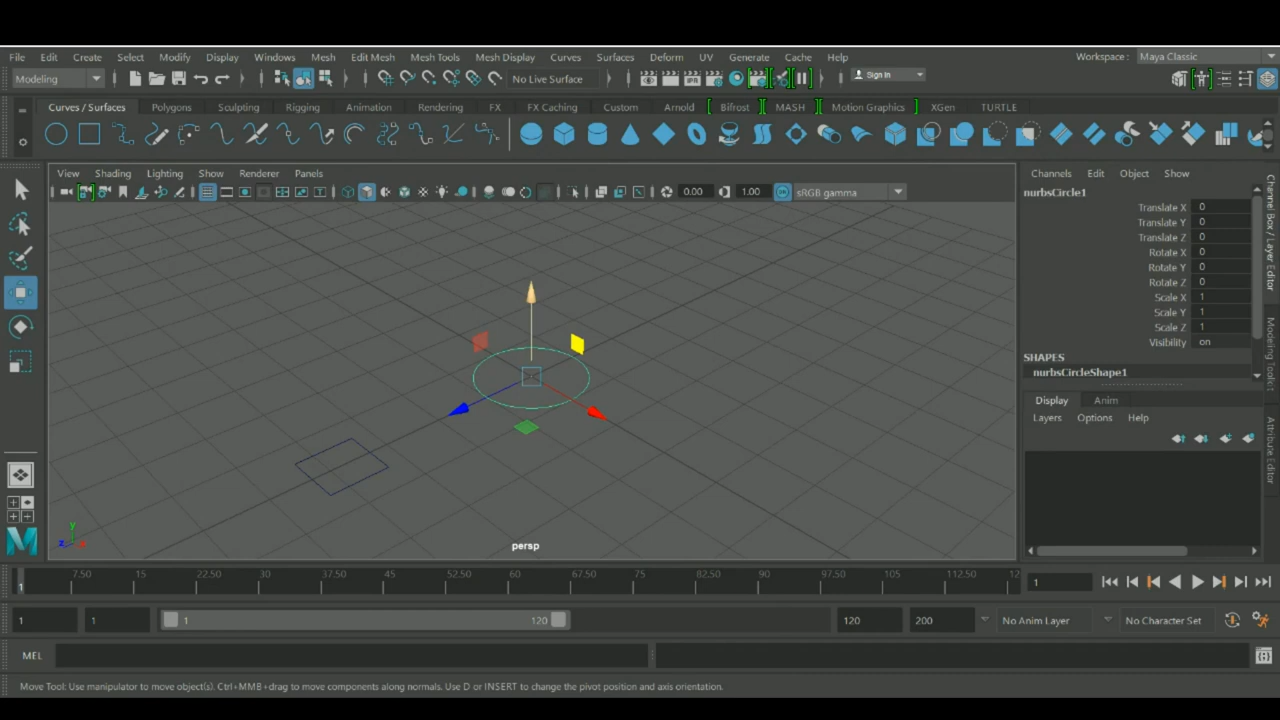 File Edit Create Select Modify Display Windows Mesh Edit Mesh Mesh Tools Mesh Display Curves Surfaces Deform UV Generate Cache Help Workspace : Maya Classic
Modeling No Live Surface Sign In
Curves / Surfaces Polygons Sculpting Rigging Animation Rendering FX FX Caching Custom Arnold Bifrost MASH Motion Graphics XGen TURTLE
View Shading Lighting Show Renderer Panels
0.00 1.00 sRGB gamma
persp
Channels Edit Object Show
nurbsCircle1
Translate X 0
Translate Y 0
Translate Z 0
Rotate X 0
Rotate Y 0
Rotate Z 0
Scale X 1
Scale Y 1
Scale Z 1
Visibility on
SHAPES
nurbsCircleShape1
Display Anim
Layers Options Help
Channel Box / Layer Editor
Modeling Toolkit
Attribute Editor
1 7.50 15 22.50 30 37.50 45 52.50 60 67.50 75 82.50 90 97.50 105 112.50 12 1
1 1 1 120 120 200 No Anim Layer No Character Set
MEL
Move Tool: Use manipulator to move object(s). Ctrl+MMB+drag to move components along normals. Use D or INSERT to change the pivot position and axis orientation.